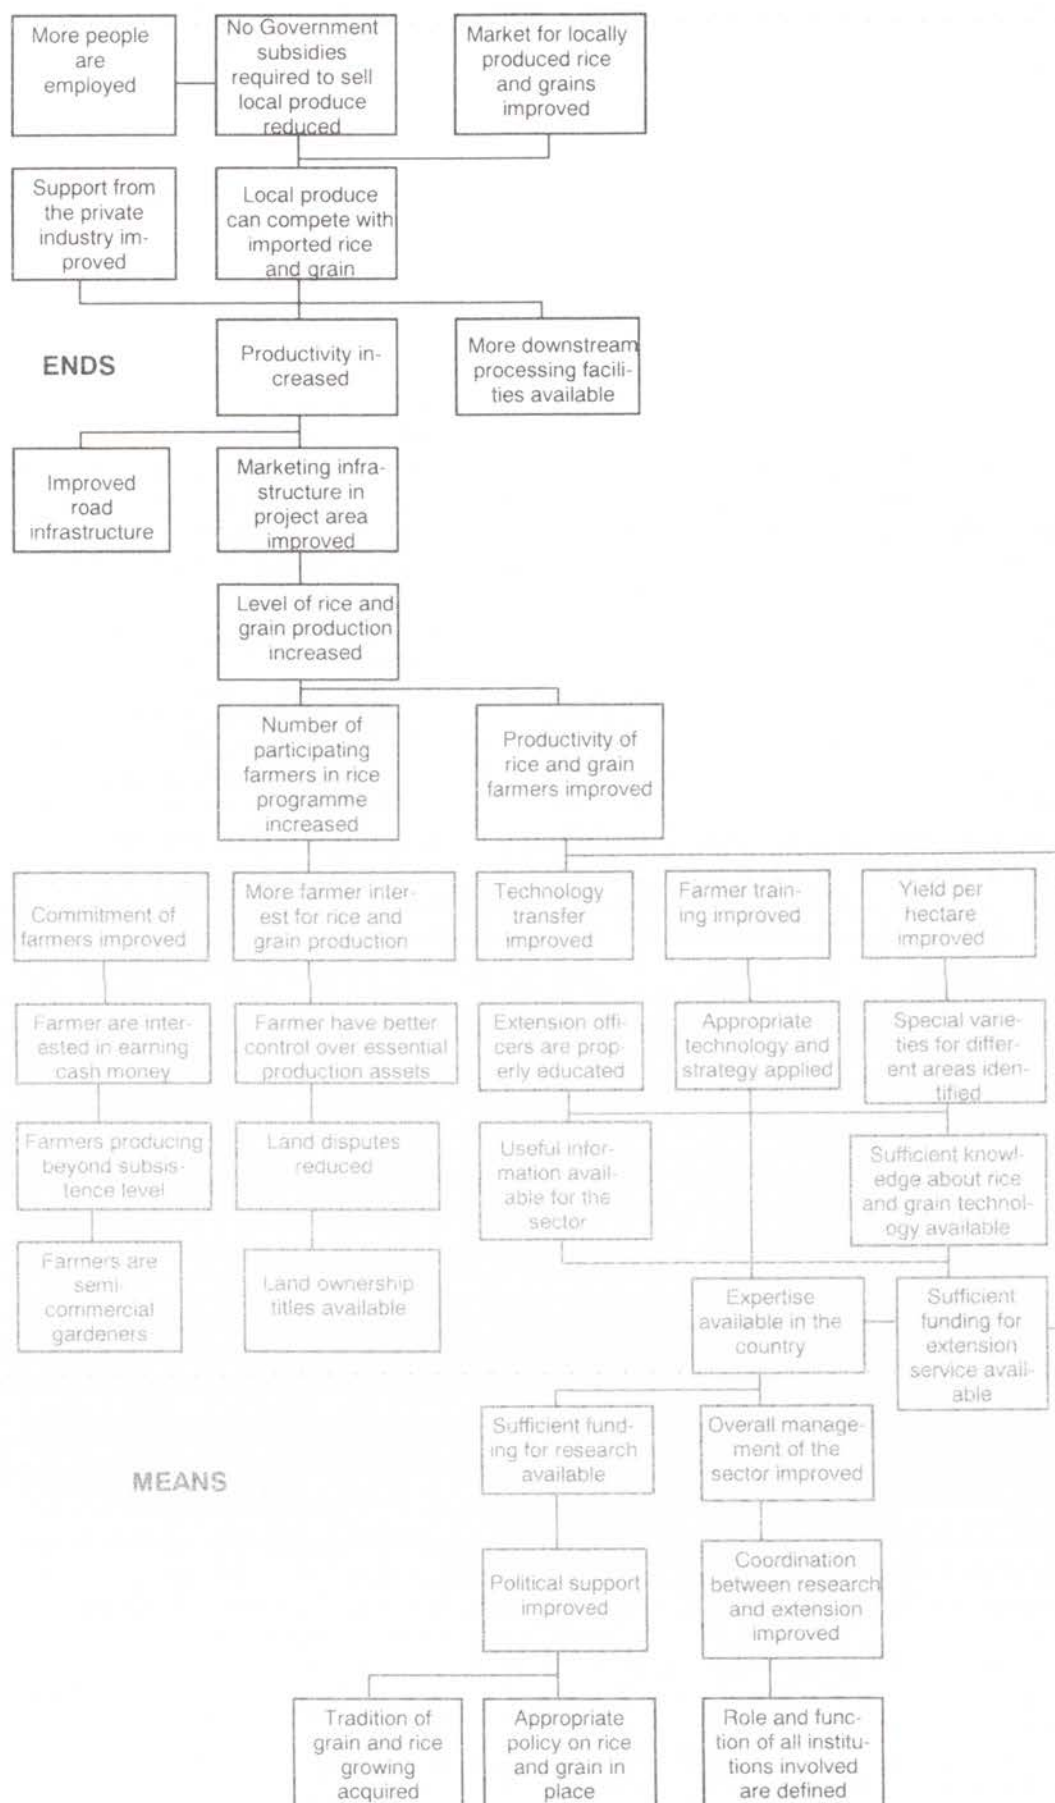 More people
are
employed
No Government
subsidies
required to sell
local produce
reduced
Market for locally
produced rice
and grains
improved
Support from
the private
industry im-
proved
Local produce
can compete with
imported rice
and grain
ENDS
Productivity in-
creased
More downstream
processing facili-
ties available
Improved
road
infrastructure
Marketing infra-
structure in
project area
improved
Level of rice and
grain production
increased
Number of
participating
farmers in rice
programme
increased
Productivity of
rice and grain
farmers improved
Commitment of
farmers improved
More farmer inter-
est for rice and
grain production
Technology
transfer
improved
Farmer train-
ing improved
Yield per
hectare
improved
Farmer are inter-
ested in earning
cash money
Farmer have better
control over essential
production assets
Extension offi-
cers are prop-
erly educated
Appropriate
technology and
strategy applied
Special varie-
ties for differ-
ent areas iden-
tified
Farmers producing
beyond subsis-
tence level
Land disputes
reduced
Useful infor-
mation avail-
able for the
sector
Sufficient knowl-
edge about rice
and grain technol-
ogy available
Farmers are
semi-
commercial
gardeners
Land ownership
titles available
Expertise
available in the
country
Sufficient
funding for
extension
service avail-
able
MEANS
Sufficient fund-
ing for research
available
Overall manage-
ment of the
sector improved
Political support
improved
Coordination
between research
and extension
improved
Tradition of
grain and rice
growing
acquired
Appropriate
policy on rice
and grain in
place
Role and func-
tion of all institu-
tions involved
are defined